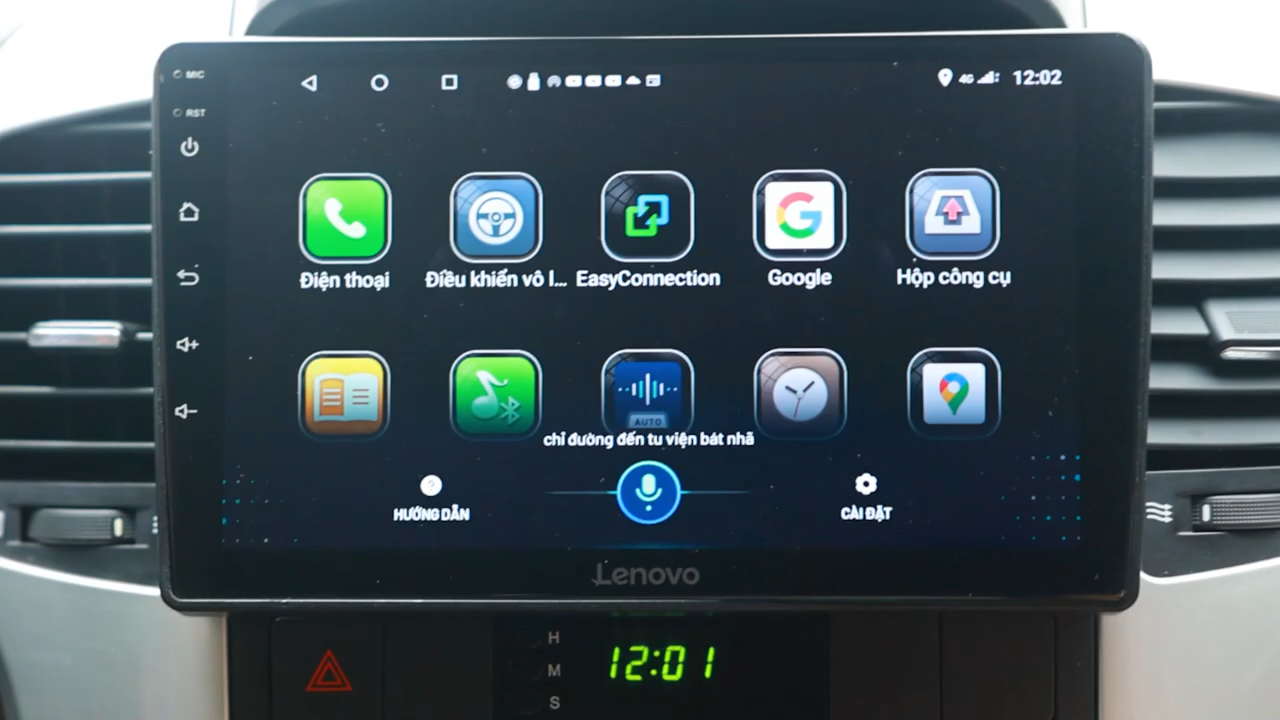 MIC
4G 12:02
RST
Điện thoại
Điều khiển vô l...
EasyConnection
Google
Hộp công cụ
AUTO
chỉ đường đến tu viện bát nhã
HƯỚNG DẪN
CÀI ĐẶT
Lenovo
H
M
S
12:01